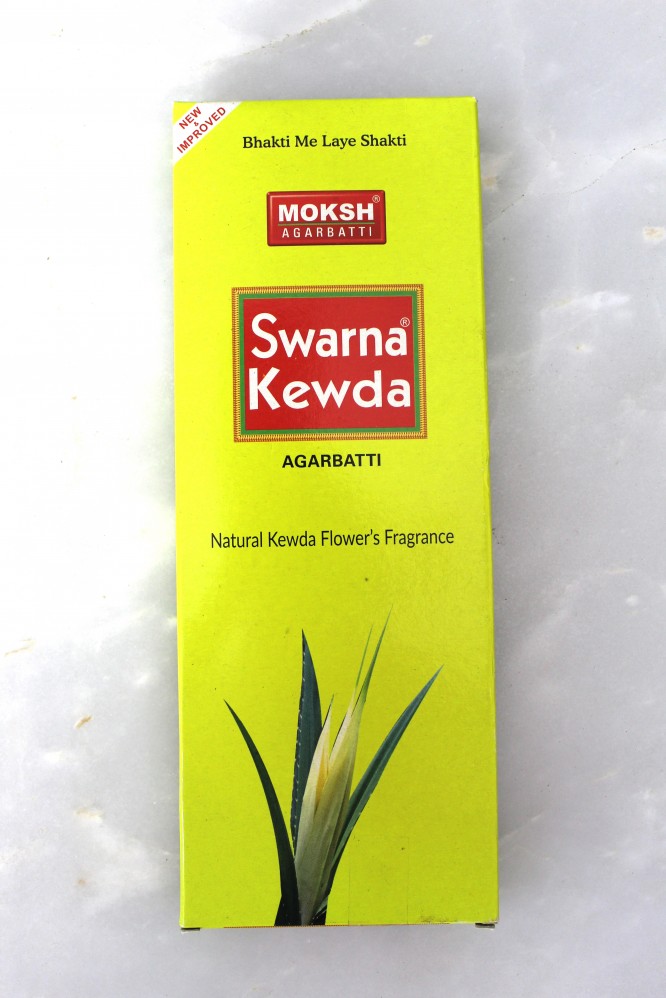 NEW
&
IMPROVED
Bhakti Me Laye Shakti
MOKSH®
AGARBATTI
Swarna®
Kewda
AGARBATTI
Natural Kewda Flower's Fragrance